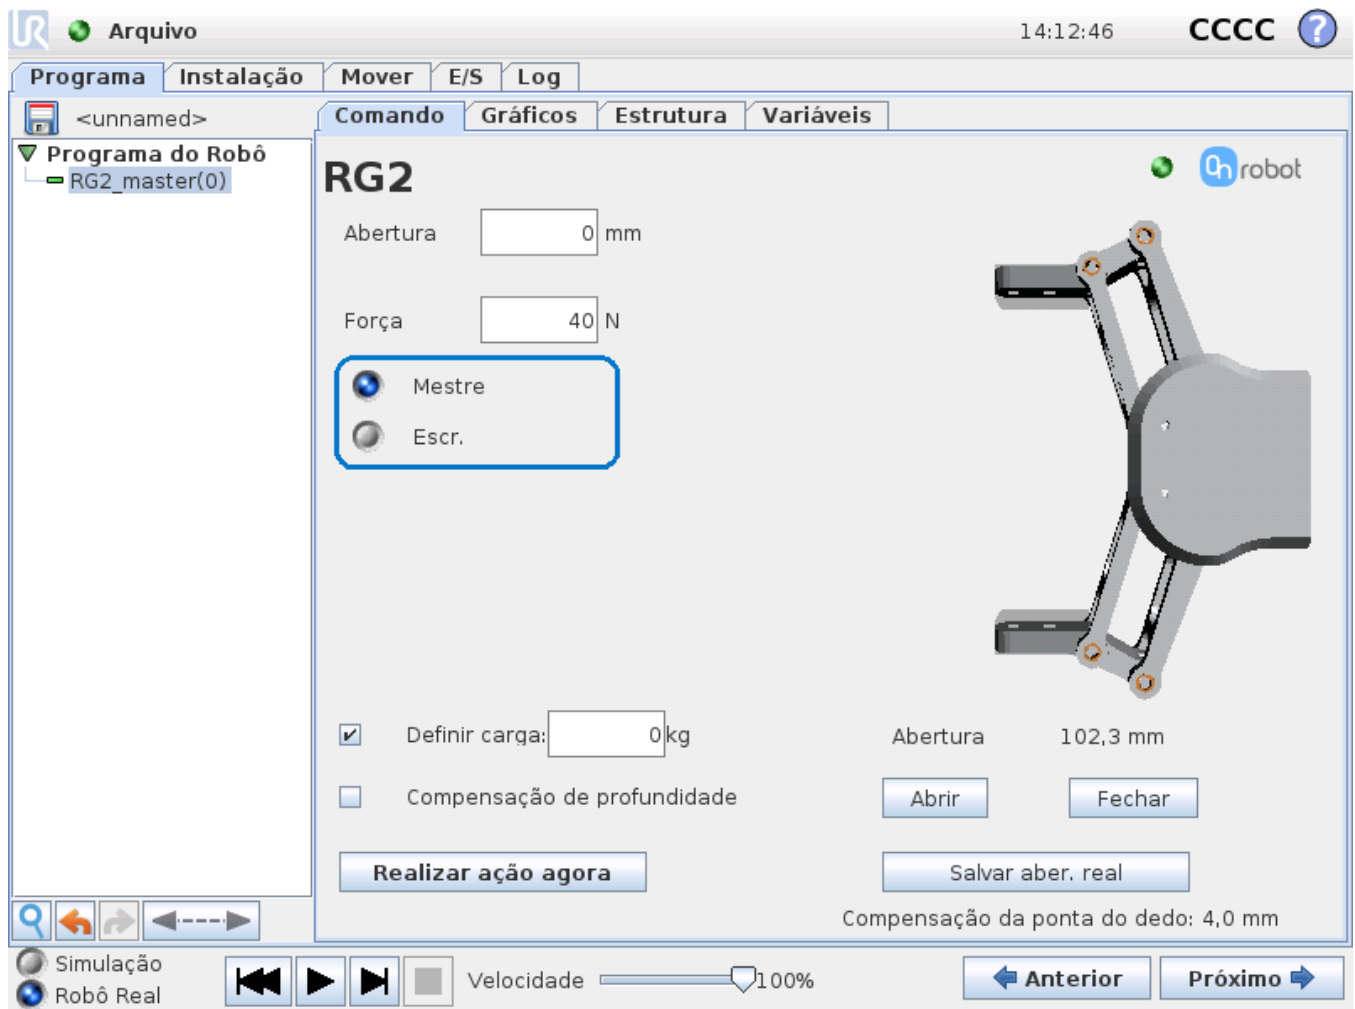 UR Arquivo 14:12:46 CCCC ?
Programa Instalação Mover E/S Log
<unnamed> Comando Gráficos Estrutura Variáveis
Programa do Robô
RG2_master(0)
RG2 On robot
Abertura 0 mm
Força 40 N
Mestre
Escr.
Definir carga: 0 kg Abertura 102,3 mm
Compensação de profundidade Abrir Fechar
Realizar ação agora Salvar aber. real
Compensação da ponta do dedo: 4,0 mm
Simulação
Robô Real Velocidade 100% Anterior Próximo